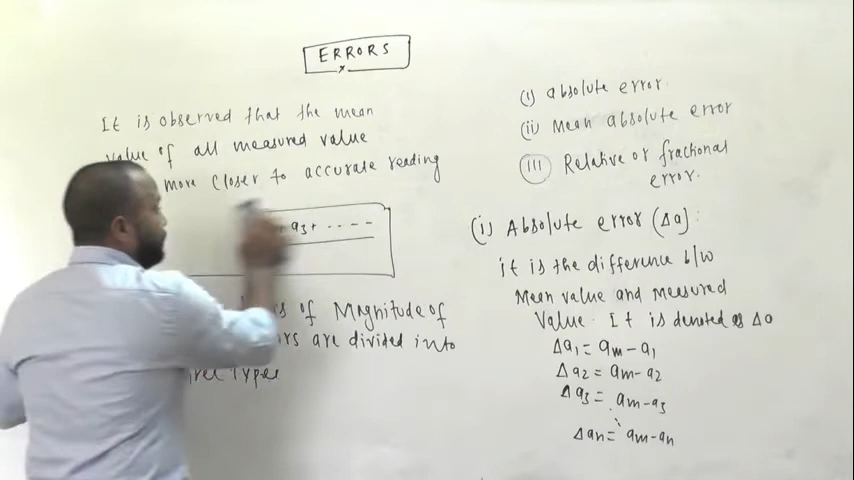 ERRORS
It is observed that the mean
value of all measured value
more closer to accurate reading
a3+ ----
of Magnitude of
ors are divided into
Types
(i) absolute error.
(ii) Mean absolute error
(III) Relative or fractional
error.
(i) Absolute error (Δa):
it is the difference b/w
Mean value and measured
Value. It is denoted as Δa
Δa1 = am - a1
Δa2 = am - a2
Δa3 = am - a3
Δan = am - an